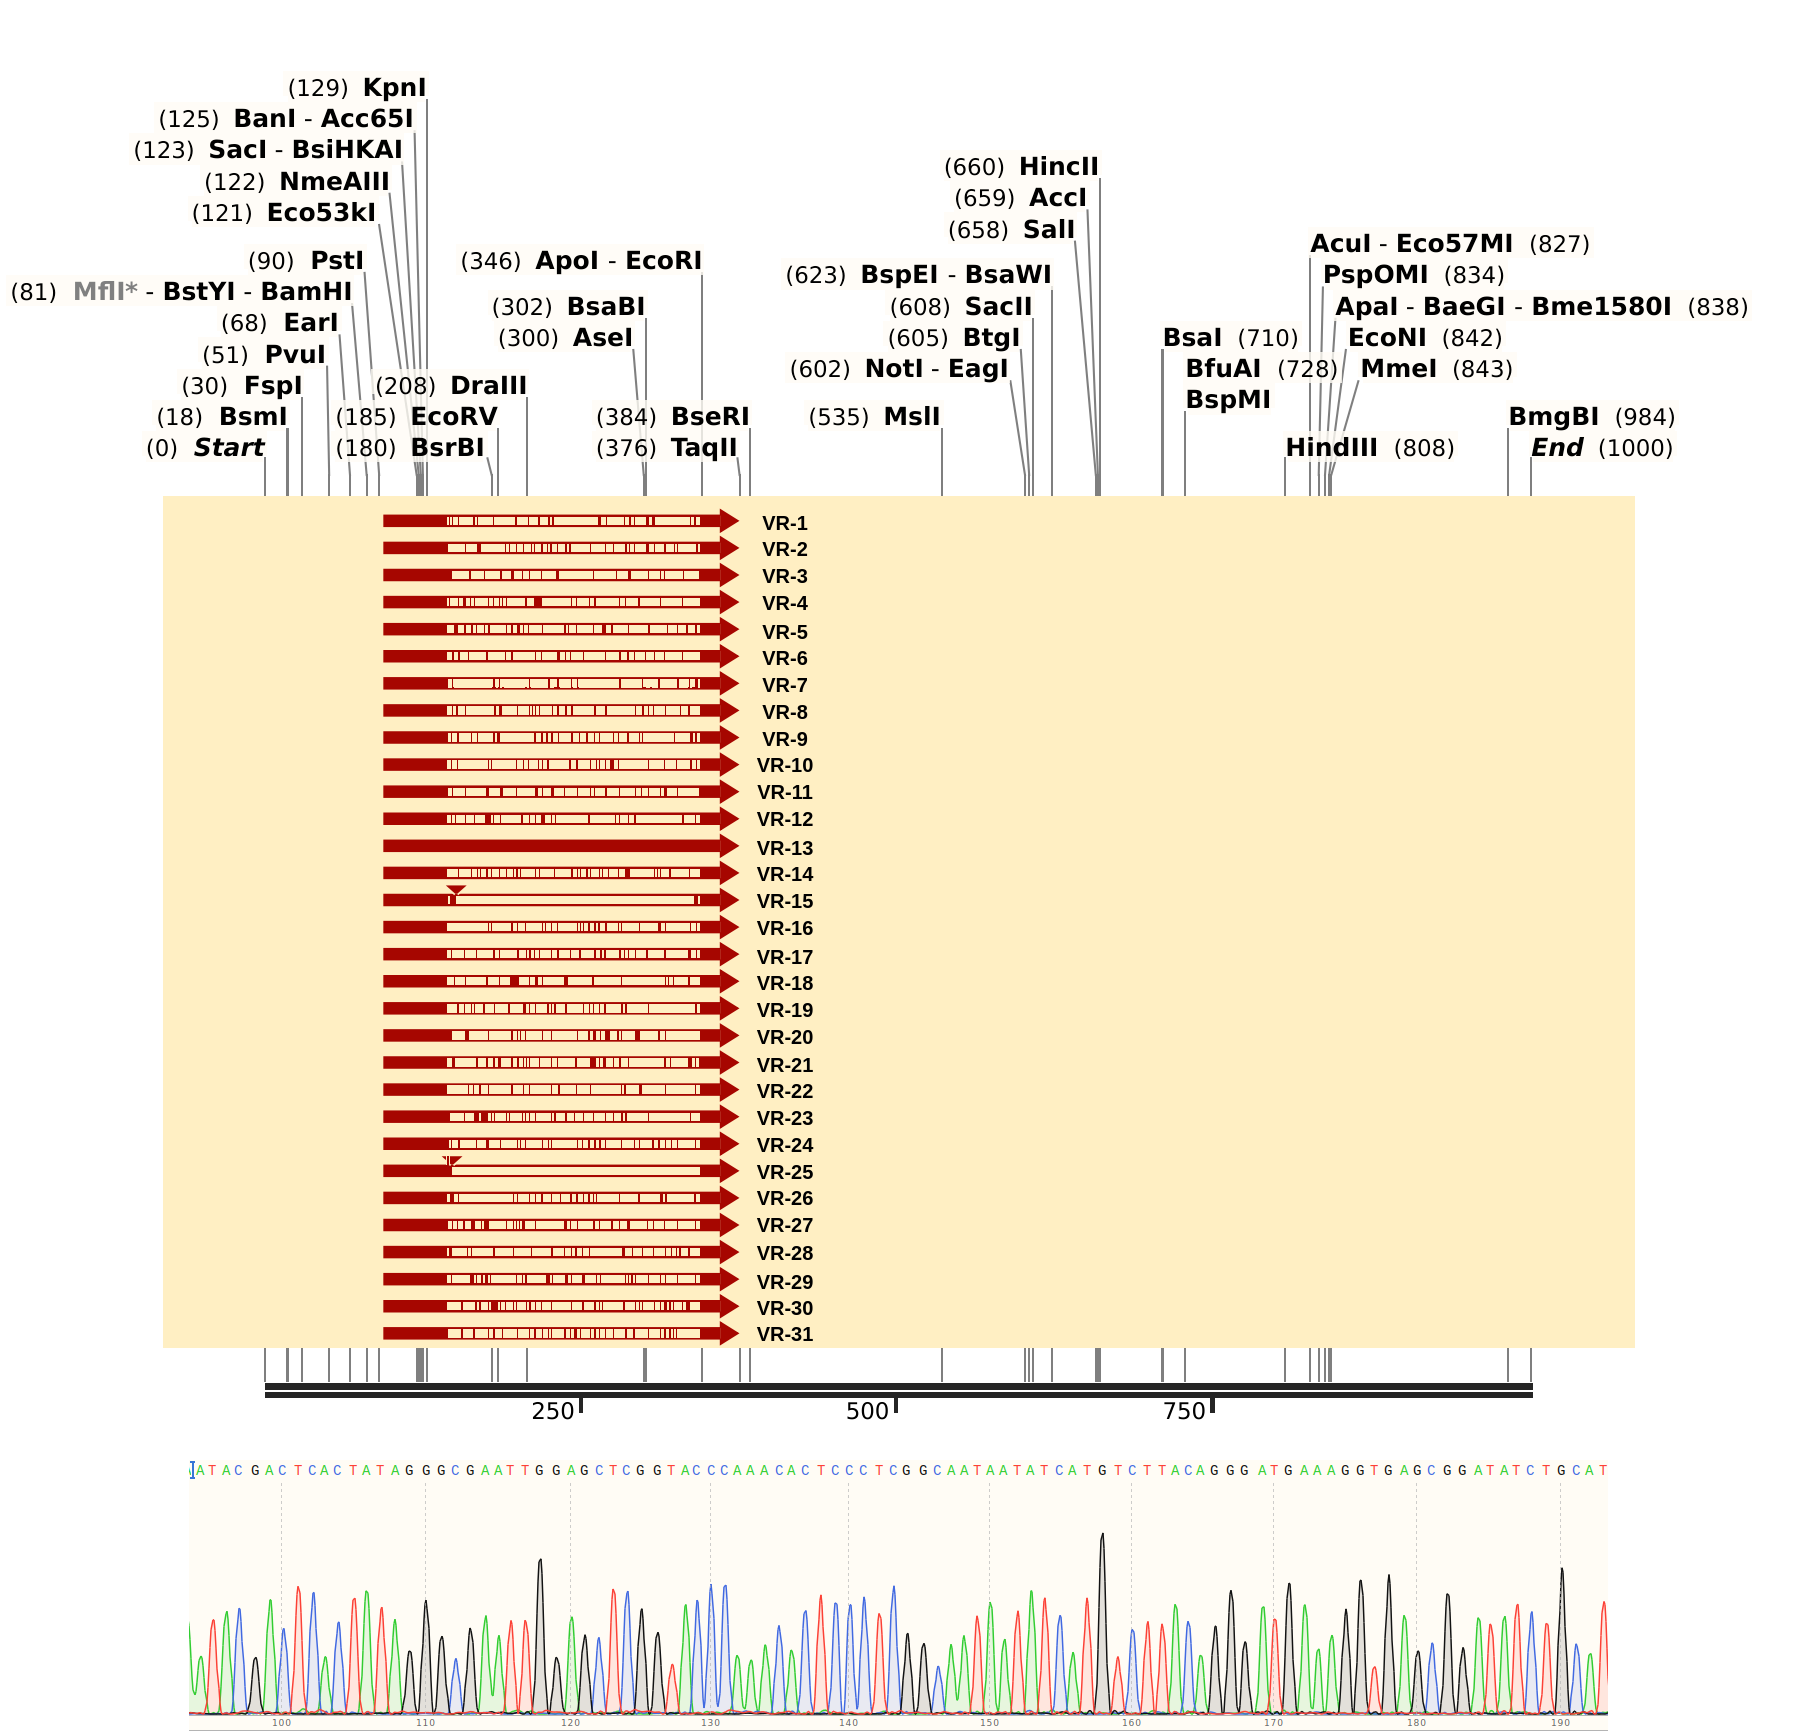 (129) KpnI
(125) BanI - Acc65I
(123) SacI - BsiHKAI
(122) NmeAIII
(121) Eco53kI
(90) PstI
(81) MflI* - BstYI - BamHI
(68) EarI
(51) PvuI
(30) FspI
(18) BsmI
(0) Start
(208) DraIII
(185) EcoRV
(180) BsrBI
(346) ApoI - EcoRI
(302) BsaBI
(300) AseI
(384) BseRI
(376) TaqII
(660) HincII
(659) AccI
(658) SalI
(623) BspEI - BsaWI
(608) SacII
(605) BtgI
(602) NotI - EagI
(535) MslI
AcuI - Eco57MI (827)
PspOMI (834)
ApaI - BaeGI - Bme1580I (838)
BsaI (710) EcoNI (842)
BfuAI (728) MmeI (843)
BspMI
BmgBI (984)
HindIII (808)
End (1000)
VR-1
VR-2
VR-3
VR-4
VR-5
VR-6
VR-7
VR-8
VR-9
VR-10
VR-11
VR-12
VR-13
VR-14
VR-15
VR-16
VR-17
VR-18
VR-19
VR-20
VR-21
VR-22
VR-23
VR-24
VR-25
VR-26
VR-27
VR-28
VR-29
VR-30
VR-31
250 500 750
ATACGACTCACTATAGGGCGAATTGGAGCTCGGTACCCAAACACTCCCTCGGCAATAATATCATGTCTTACAGGGATGAAAGGTGAGCGGATATCTGCAT
100 110 120 130 140 150 160 170 180 190